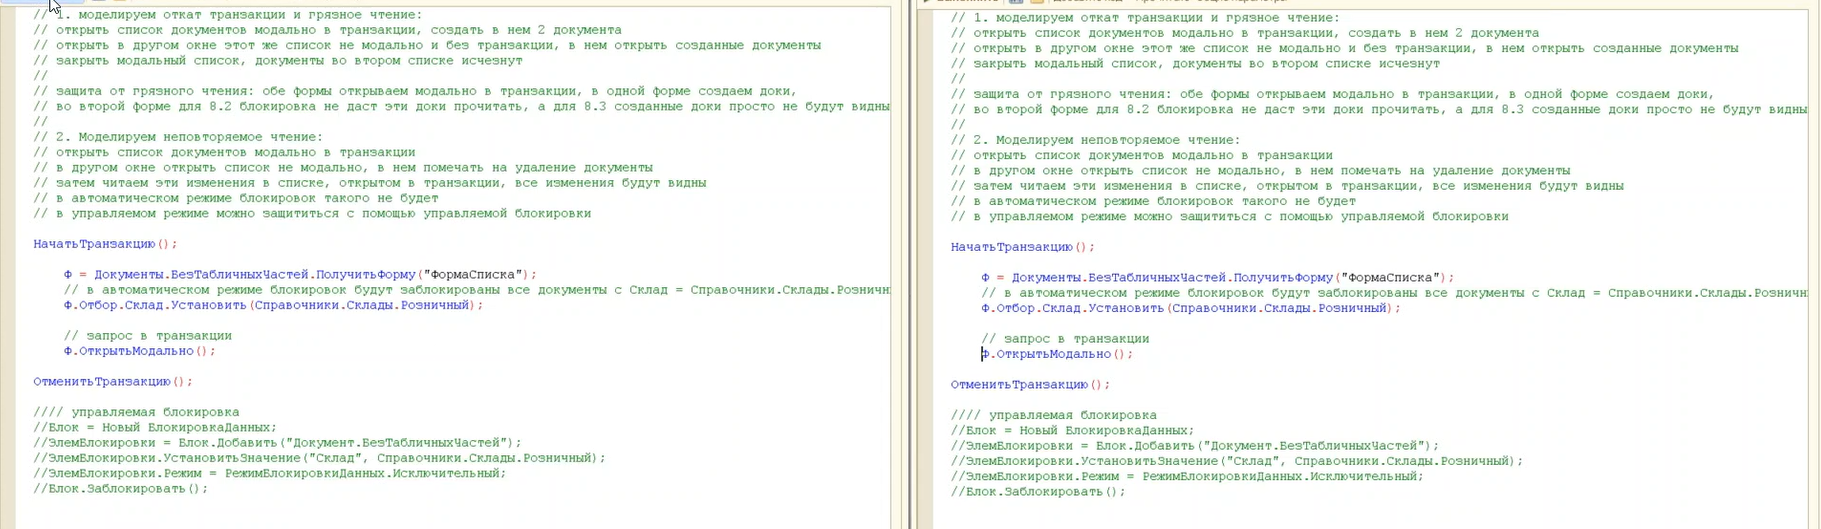 // 1. моделируем откат транзакции и грязное чтение:
// открыть список документов модально в транзакции, создать в нем 2 документа
// открыть в другом окне этот же список не модально и без транзакции, в нем открыть созданные документы
// закрыть модальный список, документы во втором списке исчезнут
//
// защита от грязного чтения: обе формы открываем модально в транзакции, в одной форме создаем доки,
// во второй форме для 8.2 блокировка не даст эти доки прочитать, а для 8.3 созданные доки просто не будут видны
//
// 2. Моделируем неповторяемое чтение:
// открыть список документов модально в транзакции
// в другом окне открыть список не модально, в нем помечать на удаление документы
// затем читаем эти изменения в списке, открытом в транзакции, все изменения будут видны
// в автоматическом режиме блокировок такого не будет
// в управляемом режиме можно защититься с помощью управляемой блокировки
НачатьТранзакцию();
Ф = Документы.БезТабличныхЧастей.ПолучитьФорму("ФормаСписка");
// в автоматическом режиме блокировок будут заблокированы все документы с Склад = Справочники.Склады.Розничн
Ф.Отбор.Склад.Установить(Справочники.Склады.Розничный);
// запрос в транзакции
Ф.ОткрытьМодально();
ОтменитьТранзакцию();
//// управляемая блокировка
//Блок = Новый БлокировкаДанных;
//ЭлемБлокировки = Блок.Добавить("Документ.БезТабличныхЧастей");
//ЭлемБлокировки.УстановитьЗначение("Склад", Справочники.Склады.Розничный);
//ЭлемБлокировки.Режим = РежимБлокировкиДанных.Исключительный;
//Блок.Заблокировать();
// 1. моделируем откат транзакции и грязное чтение:
// открыть список документов модально в транзакции, создать в нем 2 документа
// открыть в другом окне этот же список не модально и без транзакции, в нем открыть созданные документы
// закрыть модальный список, документы во втором списке исчезнут
//
// защита от грязного чтения: обе формы открываем модально в транзакции, в одной форме создаем доки,
// во второй форме для 8.2 блокировка не даст эти доки прочитать, а для 8.3 созданные доки просто не будут видны
//
// 2. Моделируем неповторяемое чтение:
// открыть список документов модально в транзакции
// в другом окне открыть список не модально, в нем помечать на удаление документы
// затем читаем эти изменения в списке, открытом в транзакции, все изменения будут видны
// в автоматическом режиме блокировок такого не будет
// в управляемом режиме можно защититься с помощью управляемой блокировки
НачатьТранзакцию();
Ф = Документы.БезТабличныхЧастей.ПолучитьФорму("ФормаСписка");
// в автоматическом режиме блокировок будут заблокированы все документы с Склад = Справочники.Склады.Рознич
Ф.Отбор.Склад.Установить(Справочники.Склады.Розничный);
// запрос в транзакции
Ф.ОткрытьМодально();
ОтменитьТранзакцию();
//// управляемая блокировка
//Блок = Новый БлокировкаДанных;
//ЭлемБлокировки = Блок.Добавить("Документ.БезТабличныхЧастей");
//ЭлемБлокировки.УстановитьЗначение("Склад", Справочники.Склады.Розничный);
//ЭлемБлокировки.Режим = РежимБлокировкиДанных.Исключительный;
//Блок.Заблокировать();